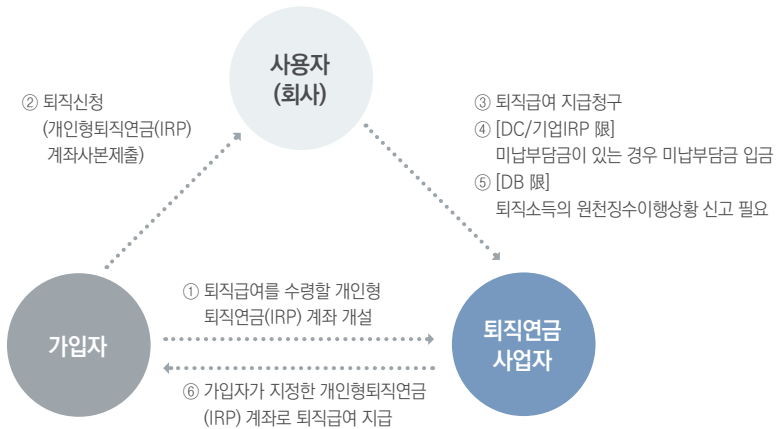 사용자
(회사)
② 퇴직신청
(개인형퇴직연금(IRP)
계좌사본제출)
③ 퇴직급여 지급청구
④ [DC/기업IRP 限]
미납부담금이 있는 경우 미납부담금 입금
⑤ [DB 限]
퇴직소득의 원천징수이행상황 신고 필요
가입자
① 퇴직급여를 수령할 개인형
퇴직연금(IRP) 계좌 개설
퇴직연금
사업자
⑥ 가입자가 지정한 개인형퇴직연금
(IRP) 계좌로 퇴직급여 지급